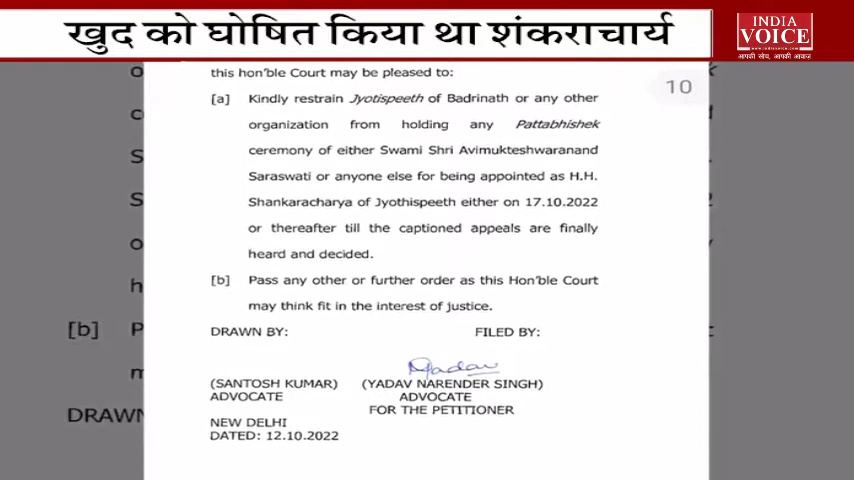 खुद को घोषित किया था शंकराचार्य
INDIA
VOICE
आपकी सोच, आपकी आवाज
this hon'ble Court may be pleased to:
10
[a] Kindly restrain Jyotispeeth of Badrinath or any other
organization from holding any Pattabhishek
ceremony of either Swami Shri Avimukteshwaranand
Saraswati or anyone else for being appointed as H.H.
Shankaracharya of Jyothispeeth either on 17.10.2022
or thereafter till the captioned appeals are finally
heard and decided.
[b] Pass any other or further order as this Hon'ble Court
may think fit in the interest of justice.
DRAWN BY: FILED BY:
Yadav
(SANTOSH KUMAR) (YADAV NARENDER SINGH)
ADVOCATE ADVOCATE
FOR THE PETITIONER
NEW DELHI
DATED: 12.10.2022
[b] P
DRAWN